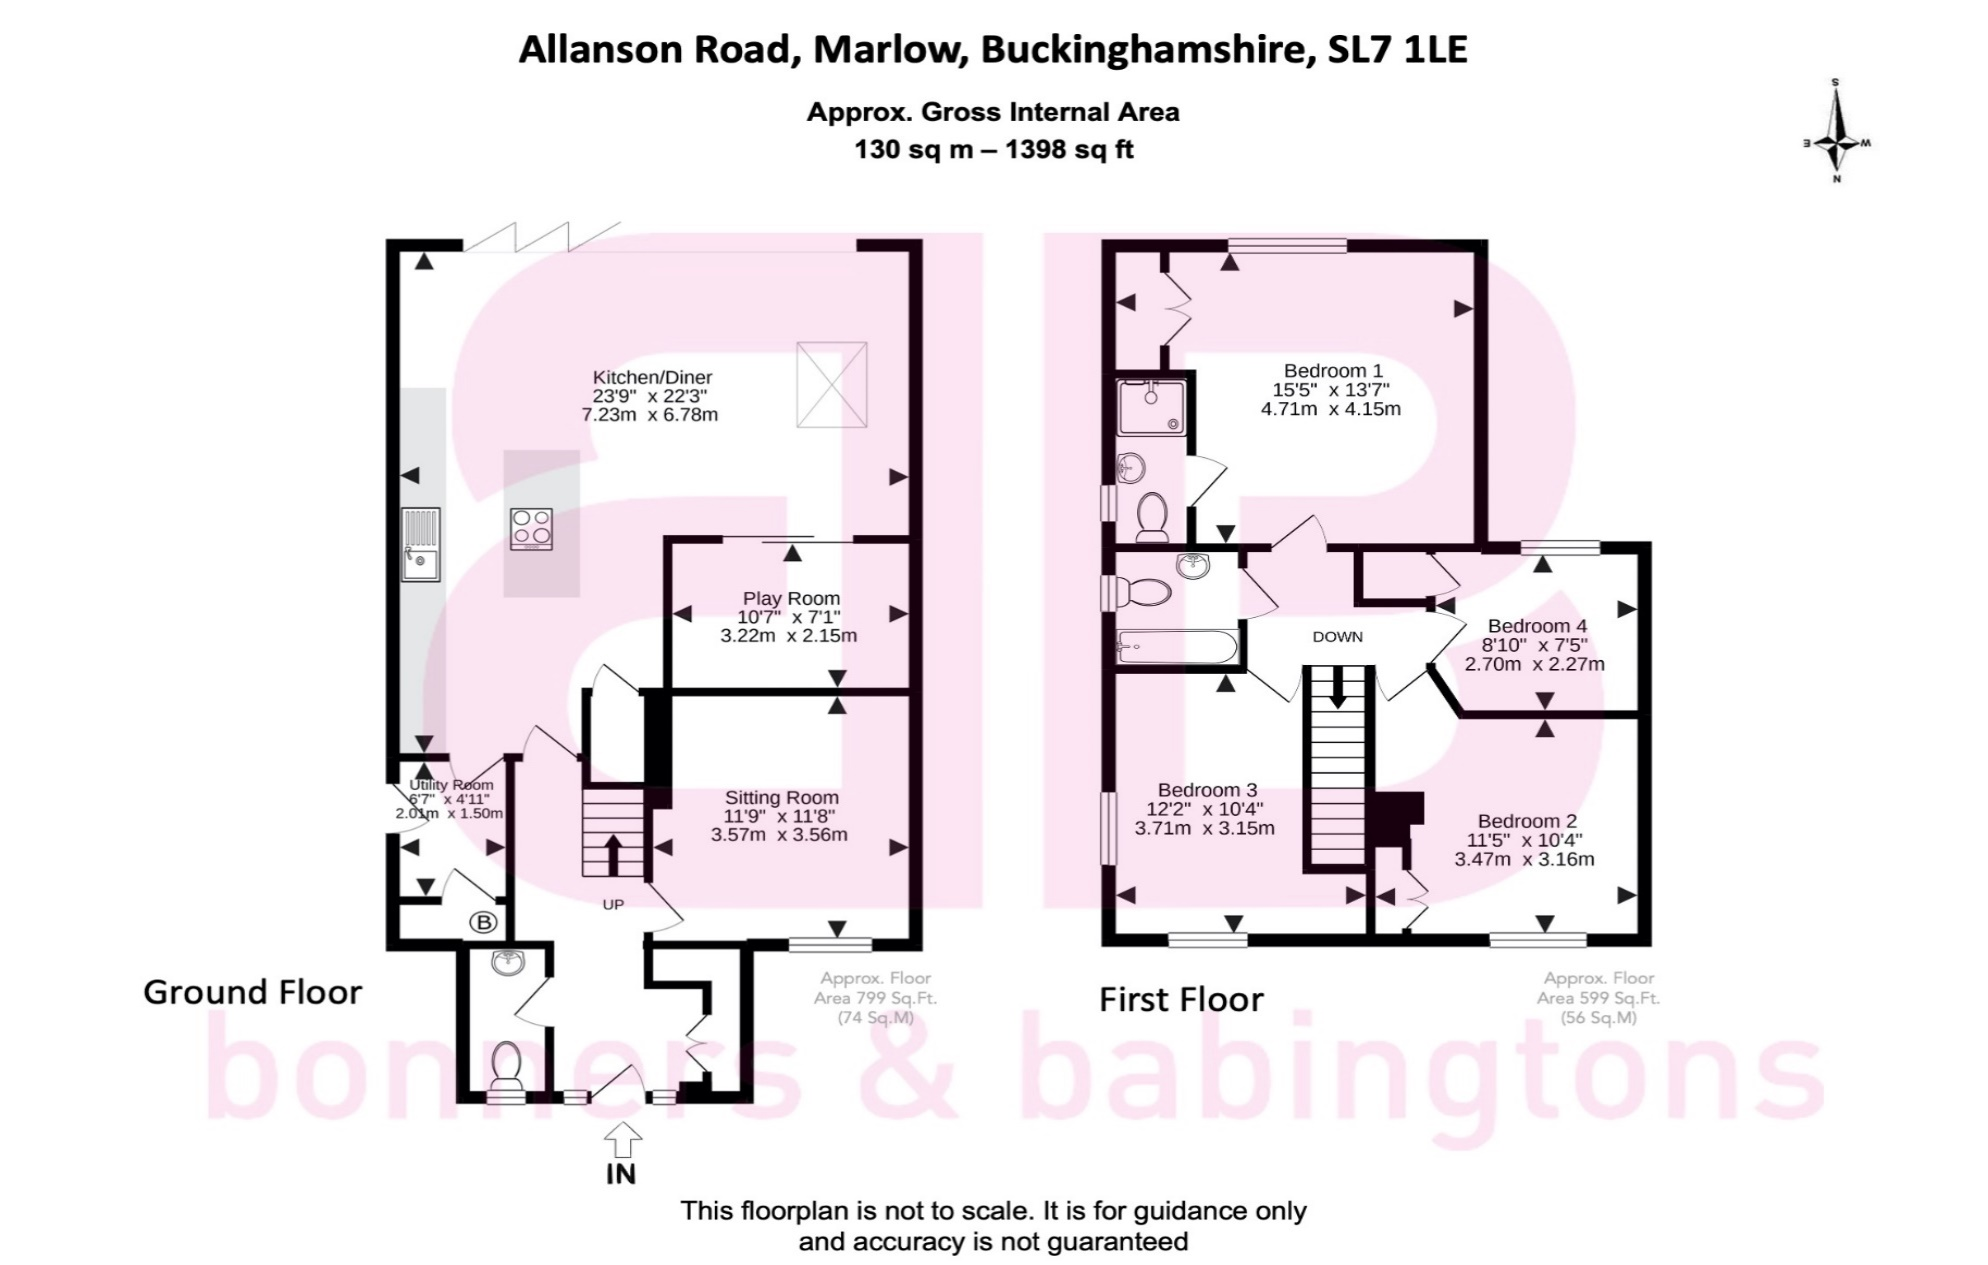 Allanson Road, Marlow, Buckinghamshire, SL7 1LE
Approx. Gross Internal Area
130 sq m – 1398 sq ft
S
E
W
N
Kitchen/Diner
23'9" x 22'3"
7.23m x 6.78m
Play Room
10'7" x 7'1"
3.22m x 2.15m
Utility Room
6'7" x 4'11"
2.01m x 1.50m
Sitting Room
11'9" x 11'8"
3.57m x 3.56m
UP
B
Ground Floor
Approx. Floor
Area 799 Sq.Ft.
(74 Sq.M)
IN
Bedroom 1
15'5" x 13'7"
4.71m x 4.15m
DOWN
Bedroom 4
8'10" x 7'5"
2.70m x 2.27m
Bedroom 3
12'2" x 10'4"
3.71m x 3.15m
Bedroom 2
11'5" x 10'4"
3.47m x 3.16m
First Floor
Approx. Floor
Area 599 Sq.Ft.
(56 Sq.M)
bonners & babingtons
This floorplan is not to scale. It is for guidance only
and accuracy is not guaranteed